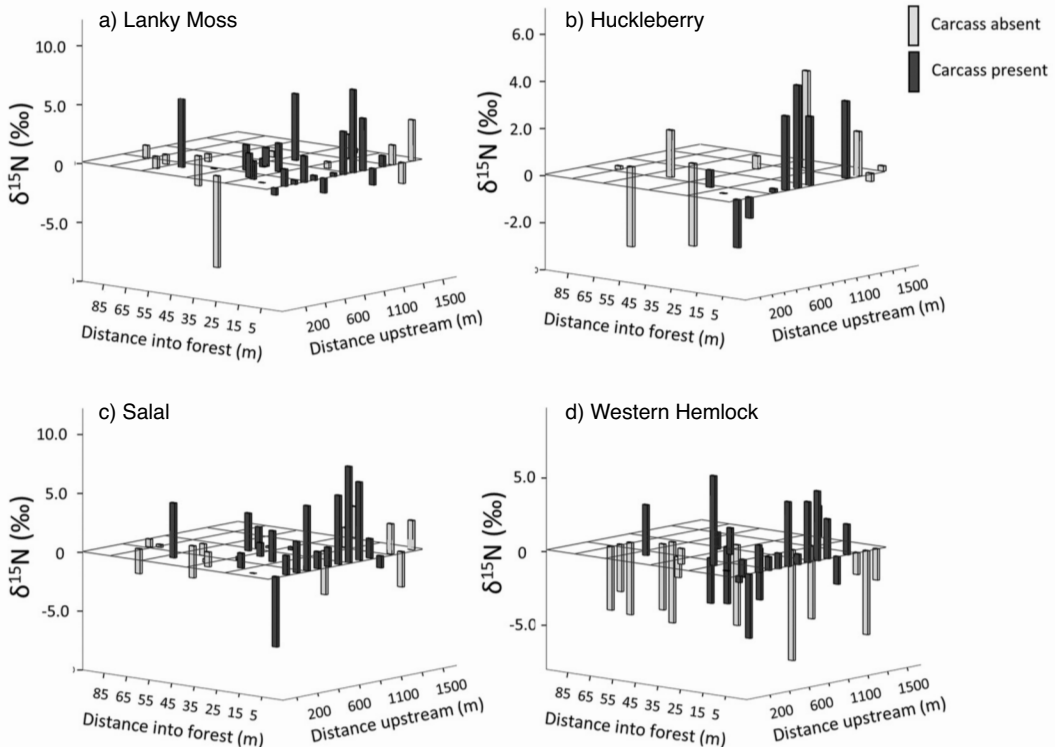 a) Lanky Moss
10.0
5.0
0
-5.0
δ15N (‰)
85 65 55 45 35 25 15 5
Distance into forest (m)
200 600 1100 1500
Distance upstream (m)
b) Huckleberry
6.0
4.0
2.0
0
-2.0
δ15N (‰)
85 65 55 45 35 25 15 5
Distance into forest (m)
200 600 1100 1500
Distance upstream (m)
Carcass absent
Carcass present
c) Salal
10.0
5.0
0
-5.0
δ15N (‰)
85 65 55 45 35 25 15 5
Distance into forest (m)
200 600 1100 1500
Distance upstream (m)
d) Western Hemlock
5.0
0
-5.0
δ15N (‰)
85 65 55 45 35 25 15 5
Distance into forest (m)
200 600 1100 1500
Distance upstream (m)